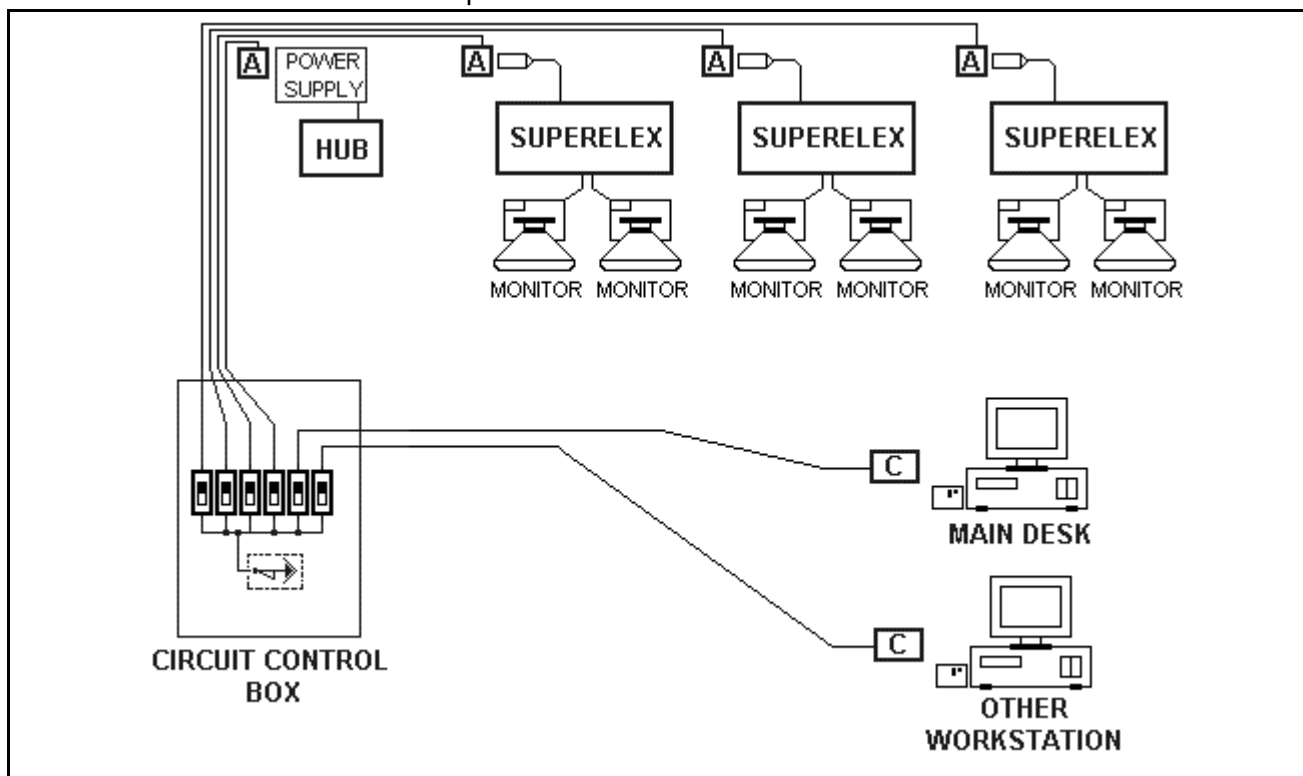 A
POWER
SUPPLY
HUB
A
A
A
SUPERELEX
SUPERELEX
SUPERELEX
MONITOR MONITOR
MONITOR MONITOR
MONITOR MONITOR
C
MAIN DESK
C
OTHER
WORKSTATION
CIRCUIT CONTROL
BOX